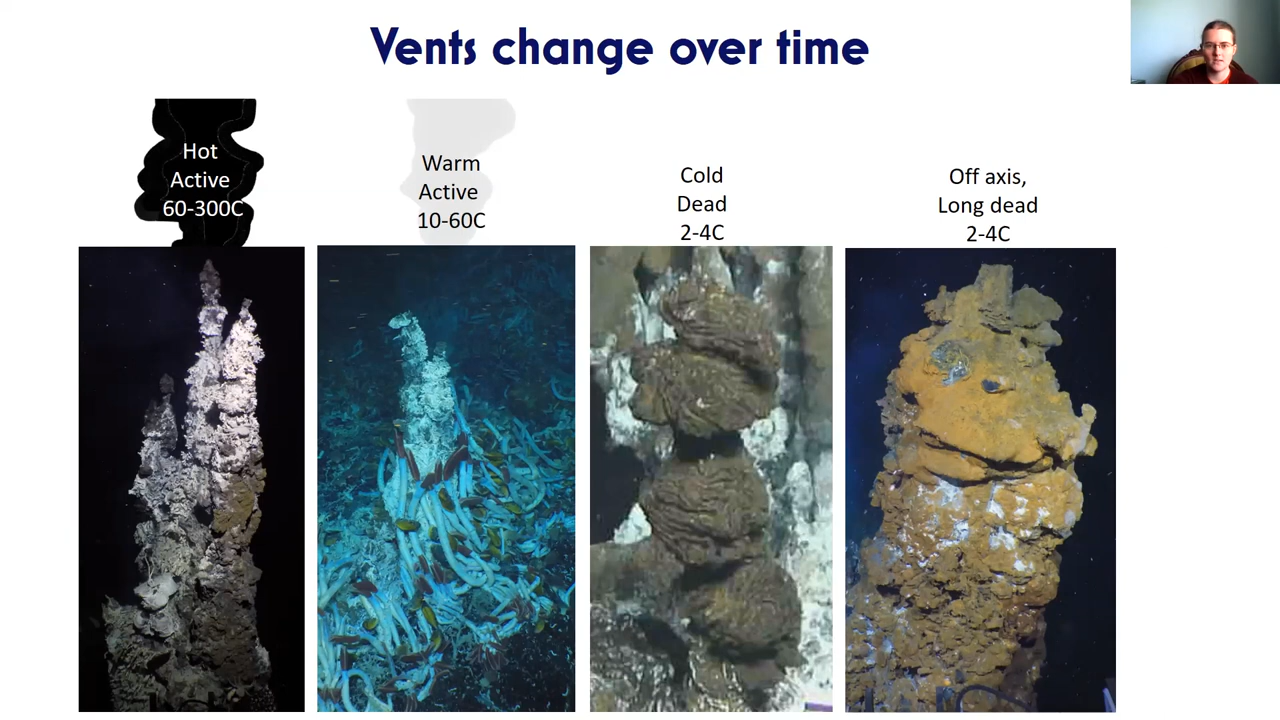 Vents change over time
Hot
Active
60-300C
Warm
Active
10-60C
Cold
Dead
2-4C
Off axis,
Long dead
2-4C